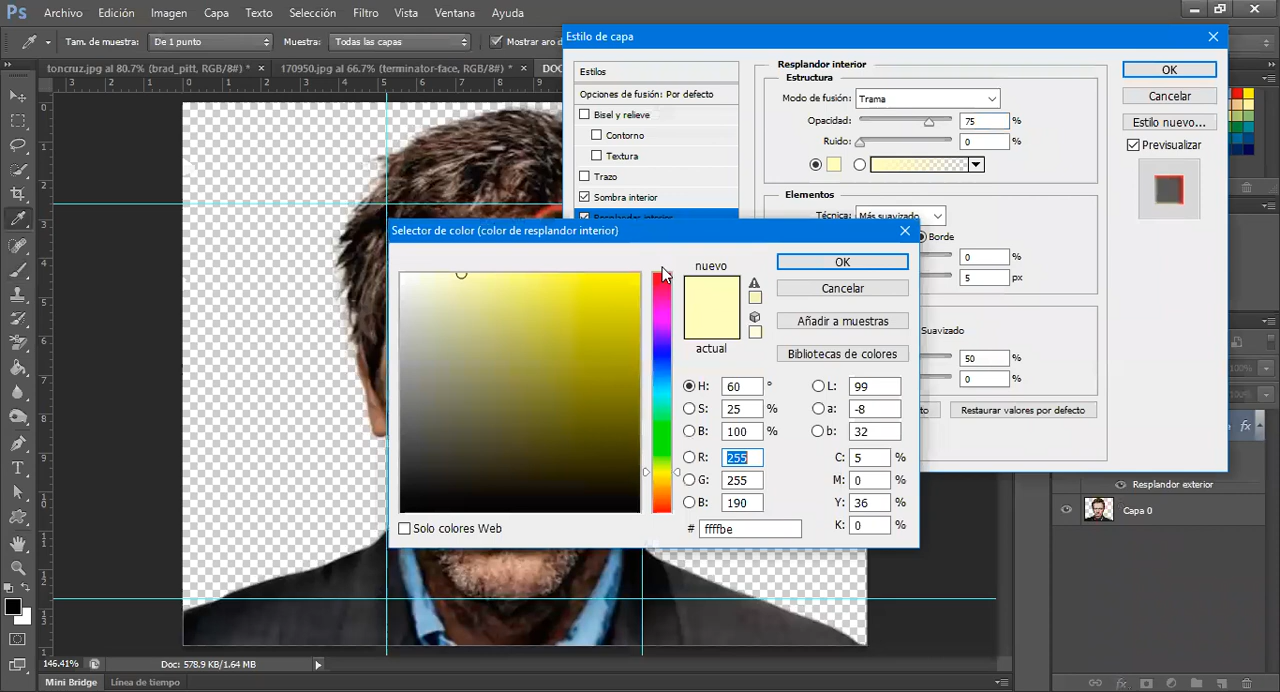 Ps Archivo Edición Imagen Capa Texto Selección Filtro Vista Ventana Ayuda
Tam. de muestra: De 1 punto Muestra: Todas las capas Mostrar aro d
toncruz.jpg al 80.7% (brad_pitt, RGB/8#) * × 170950.jpg al 66.7% (terminator-face, RGB/8#) * × DOC
Estilo de capa
Estilos
Opciones de fusión: Por defecto
Bisel y relieve
Contorno
Textura
Trazo
Sombra interior
Resplandor interior
Resplandor interior
Estructura
Modo de fusión: Trama
Opacidad: 75 %
Ruido: 0 %
Elementos
Técnica: Más suavizado
Borde
0 %
5 px
Suavizado
50 %
0 %
Restaurar valores por defecto
OK
Cancelar
Estilo nuevo...
Previsualizar
Selector de color (color de resplandor interior)
nuevo
actual
OK
Cancelar
Añadir a muestras
Bibliotecas de colores
H: 60 ° L: 99
S: 25 % a: -8
B: 100 % b: 32
R: 255 C: 5 %
G: 255 M: 0 %
B: 190 Y: 36 %
# ffffbe K: 0 %
Solo colores Web
fx
Resplandor exterior
Capa 0
146.41% Doc: 578.9 KB/1.64 MB
Mini Bridge Línea de tiempo